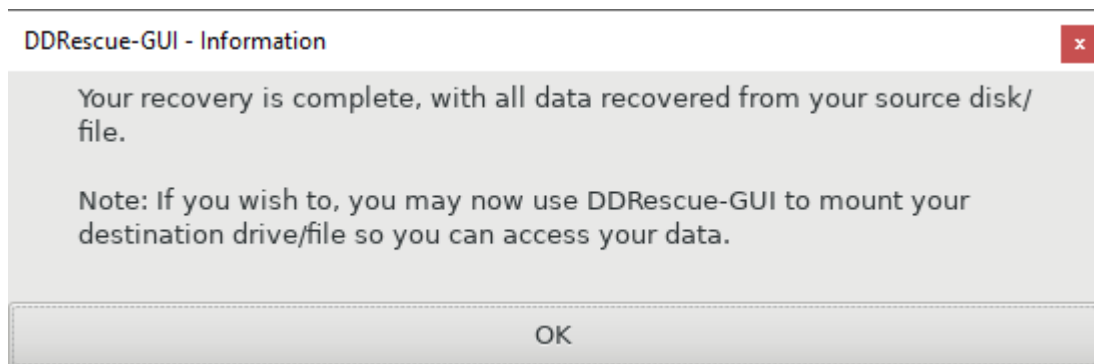 DDRescue-GUI - Information
x
Your recovery is complete, with all data recovered from your source disk/
file.
Note: If you wish to, you may now use DDRescue-GUI to mount your
destination drive/file so you can access your data.
OK